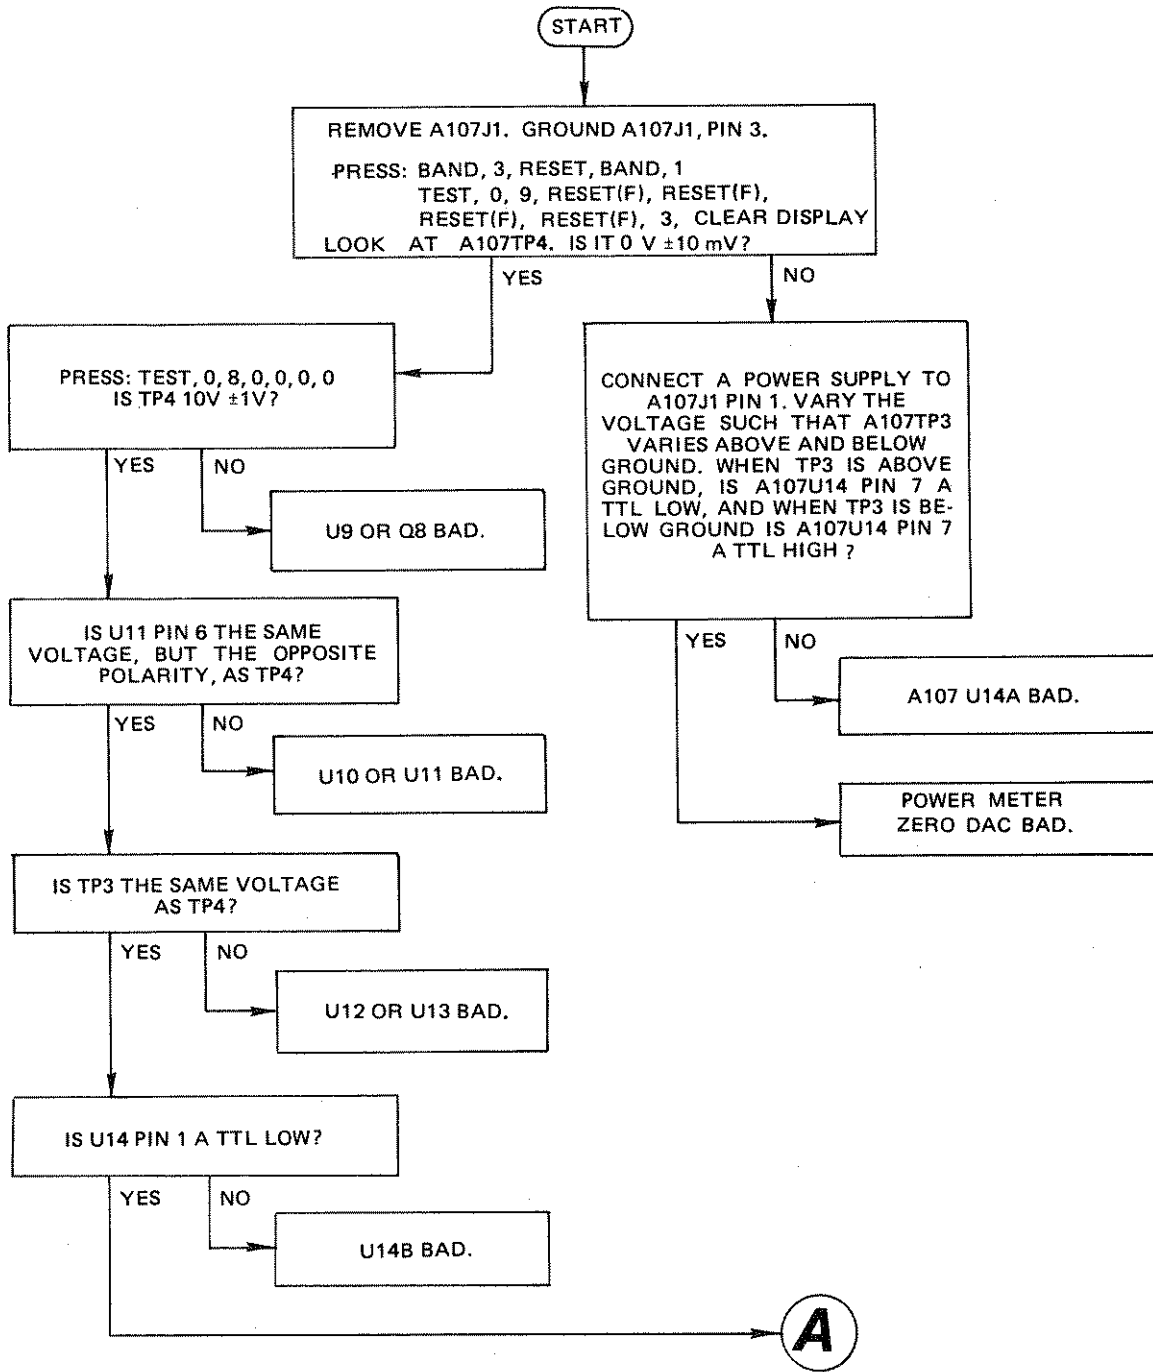 START
REMOVE A107J1. GROUND A107J1, PIN 3.
PRESS: BAND, 3, RESET, BAND, 1
TEST, 0, 9, RESET(F), RESET(F),
RESET(F), RESET(F), 3, CLEAR DISPLAY
LOOK AT A107TP4. IS IT 0 V ±10 mV?
YES
NO
PRESS: TEST, 0, 8, 0, 0, 0, 0
IS TP4 10V ±1V?
YES
NO
U9 OR Q8 BAD.
CONNECT A POWER SUPPLY TO
A107J1 PIN 1. VARY THE
VOLTAGE SUCH THAT A107TP3
VARIES ABOVE AND BELOW
GROUND. WHEN TP3 IS ABOVE
GROUND, IS A107U14 PIN 7 A
TTL LOW, AND WHEN TP3 IS BE-
LOW GROUND IS A107U14 PIN 7
A TTL HIGH ?
YES
NO
A107 U14A BAD.
POWER METER
ZERO DAC BAD.
IS U11 PIN 6 THE SAME
VOLTAGE, BUT THE OPPOSITE
POLARITY, AS TP4?
YES
NO
U10 OR U11 BAD.
IS TP3 THE SAME VOLTAGE
AS TP4?
YES
NO
U12 OR U13 BAD.
IS U14 PIN 1 A TTL LOW?
YES
NO
U14B BAD.
A